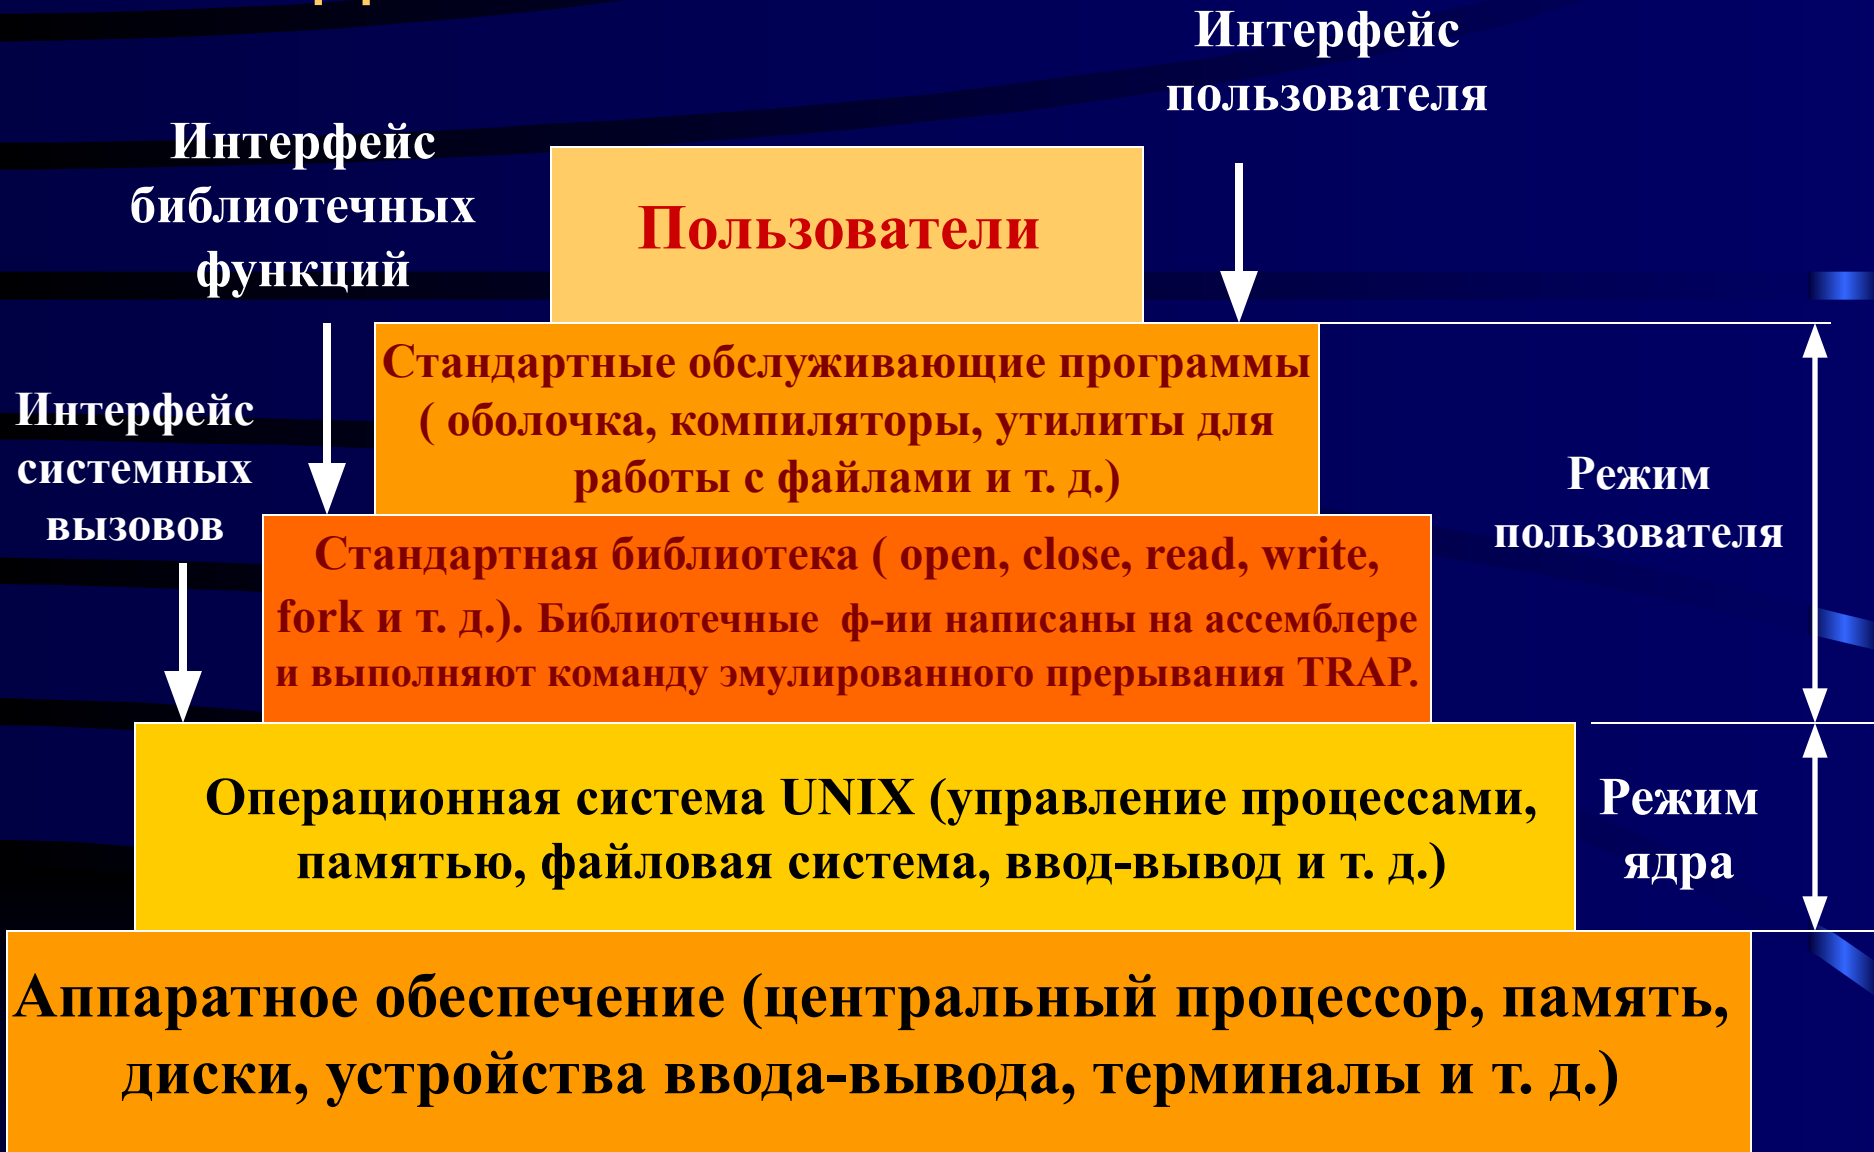 Интерфейс
пользователя
Интерфейс
библиотечных
функций
Пользователи
Стандартные обслуживающие программы
( оболочка, компиляторы, утилиты для
работы с файлами и т. д.)
Интерфейс
системных
вызовов
Режим
пользователя
Стандартная библиотека ( open, close, read, write,
fork и т. д.). Библиотечные ф-ии написаны на ассемблере
и выполняют команду эмулированного прерывания TRAP.
Операционная система UNIX (управление процессами,
памятью, файловая система, ввод-вывод и т. д.)
Режим
ядра
Аппаратное обеспечение (центральный процессор, память,
диски, устройства ввода-вывода, терминалы и т. д.)